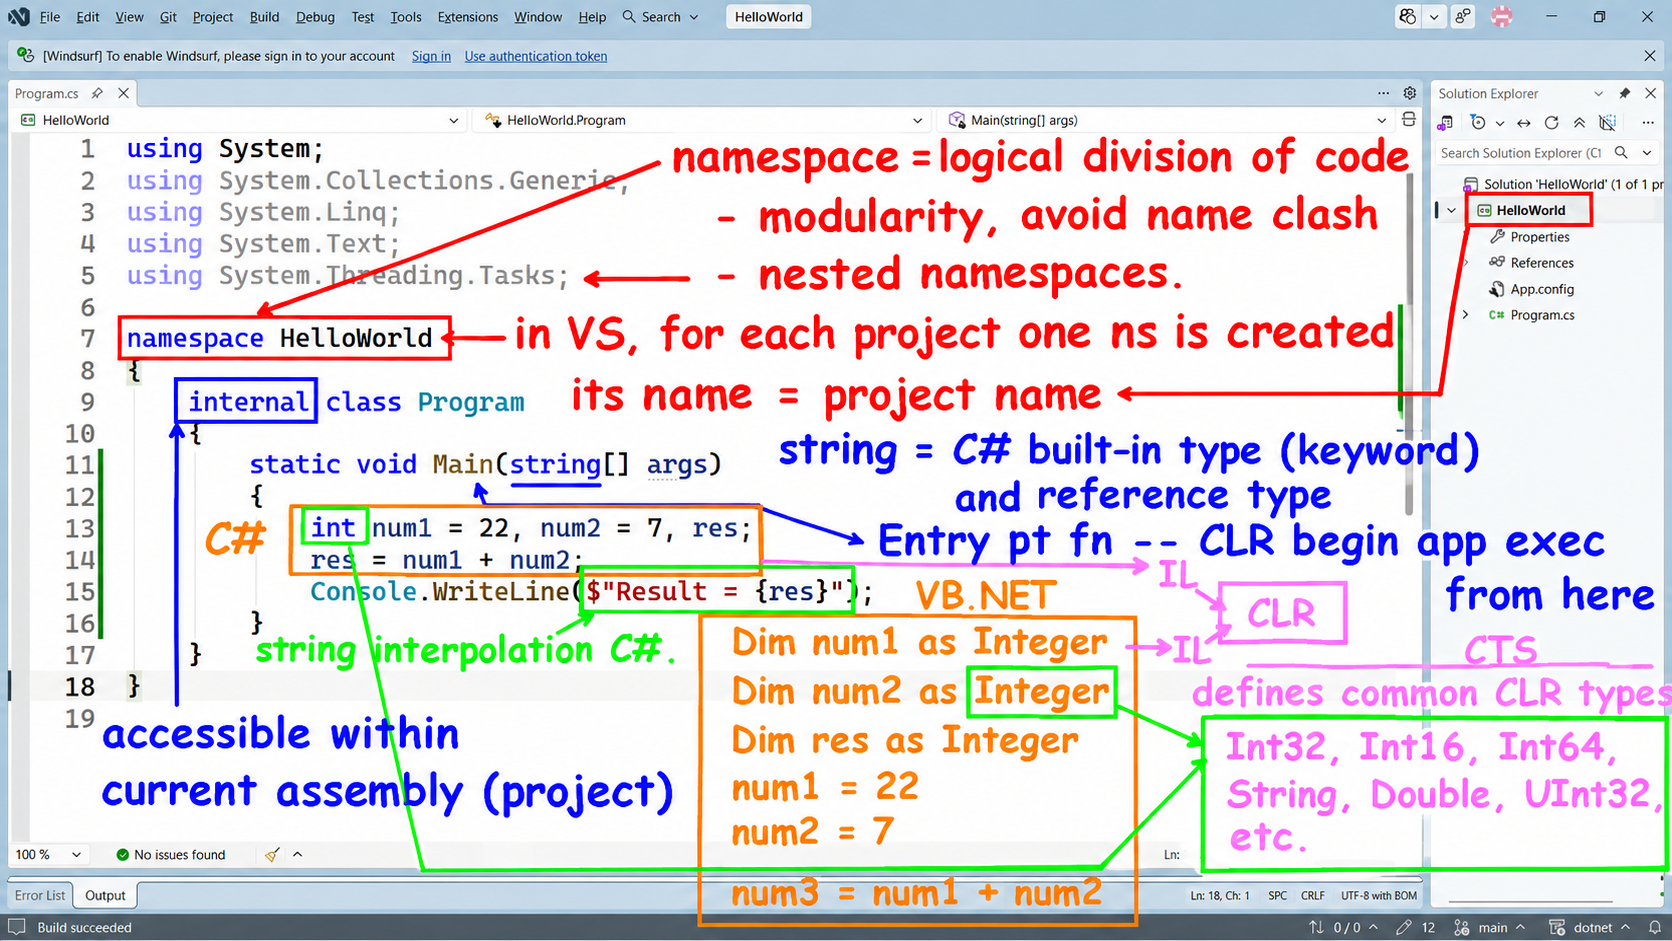 File Edit View Git Project Build Debug Test Tools Extensions Window Help Search HelloWorld
[Windsurf] To enable Windsurf, please sign in to your account Sign in Use authentication token
Program.cs
HelloWorld HelloWorld.Program Main(string[] args)
1 using System;
2 using System.Collections.Generic;
3 using System.Linq;
4 using System.Text;
5 using System.Threading.Tasks;
6
7 namespace HelloWorld
8 {
9 internal class Program
10 {
11 static void Main(string[] args)
12 {
13 int num1 = 22, num2 = 7, res;
14 res = num1 + num2;
15 Console.WriteLine($"Result = {res}");
16 }
17 }
18 }
19
namespace = logical division of code
- modularity, avoid name clash
- nested namespaces.
in VS, for each project one ns is created
its name = project name
string = C# built-in type (keyword)
and reference type
Entry pt fn -- CLR begin app exec
from here
C#
string interpolation C#.
accessible within
current assembly (project)
VB.NET
Dim num1 as Integer
Dim num2 as Integer
Dim res as Integer
num1 = 22
num2 = 7
num3 = num1 + num2
IL
CLR
IL
CTS
defines common CLR types
Int32, Int16, Int64,
String, Double, UInt32,
etc.
Solution Explorer
Search Solution Explorer (Ct
Solution 'HelloWorld' (1 of 1 pr
HelloWorld
Properties
References
App.config
C# Program.cs
100 % No issues found Ln:
Error List Output Ln: 18, Ch: 1 SPC CRLF UTF-8 with BOM
Build succeeded 0 / 0 12 main dotnet